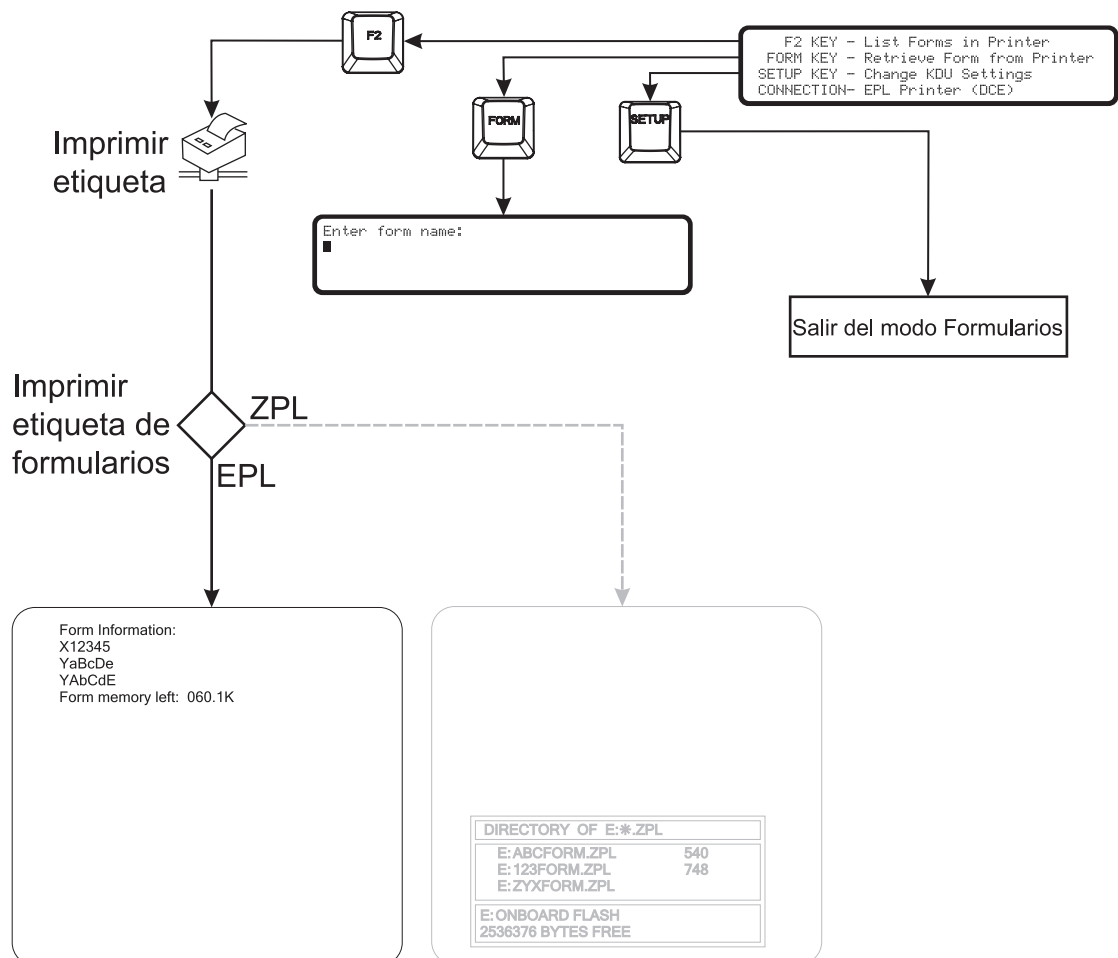 F2
F2 KEY - List Forms in Printer
FORM KEY - Retrieve Form from Printer
SETUP KEY - Change KDU Settings
CONNECTION- EPL Printer (DCE)
FORM
SETUP
Imprimir
etiqueta
Enter form name:
Salir del modo Formularios
Imprimir
etiqueta de
formularios
ZPL
EPL
Form Information:
X12345
YaBcDe
YAbCdE
Form memory left: 060.1K
DIRECTORY OF E:*.ZPL
E:ABCFORM.ZPL 540
E:123FORM.ZPL 748
E:ZYXFORM.ZPL
E:ONBOARD FLASH
2536376 BYTES FREE